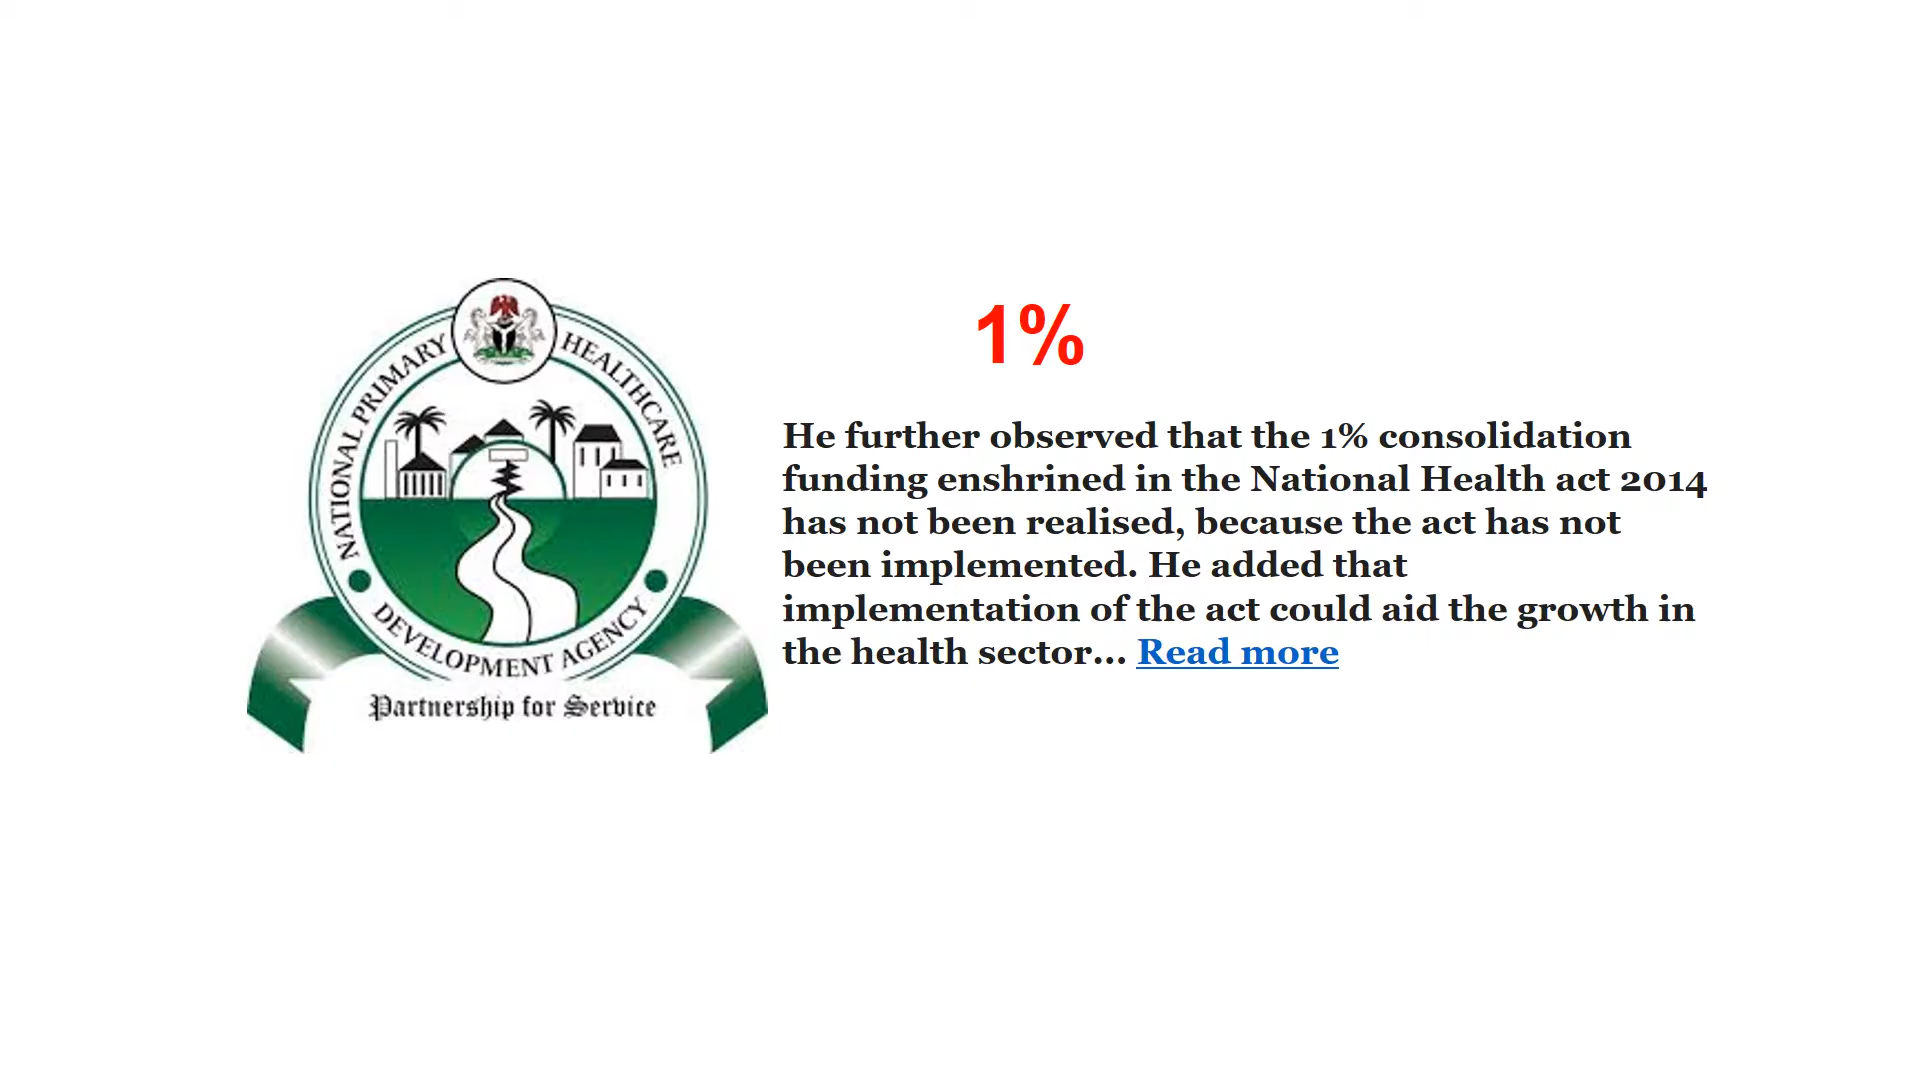 NATIONAL PRIMARY HEALTHCARE
DEVELOPMENT AGENCY
Partnership for Service
1%
He further observed that the 1% consolidation
funding enshrined in the National Health act 2014
has not been realised, because the act has not
been implemented. He added that
implementation of the act could aid the growth in
the health sector... Read more